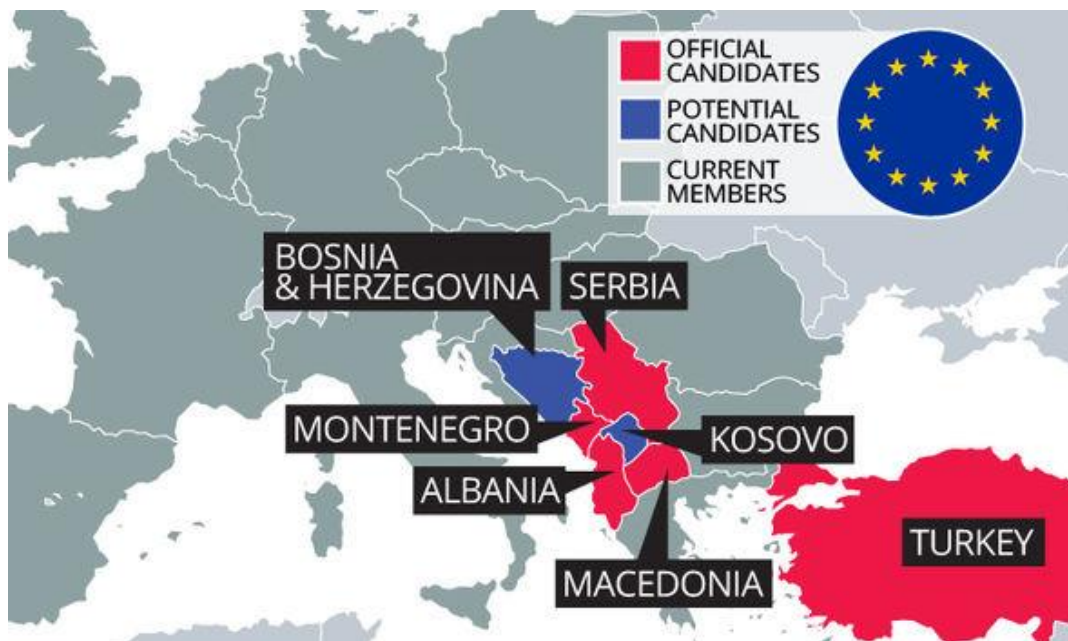 OFFICIAL
CANDIDATES
POTENTIAL
CANDIDATES
CURRENT
MEMBERS
BOSNIA
& HERZEGOVINA
SERBIA
MONTENEGRO
KOSOVO
ALBANIA
TURKEY
MACEDONIA